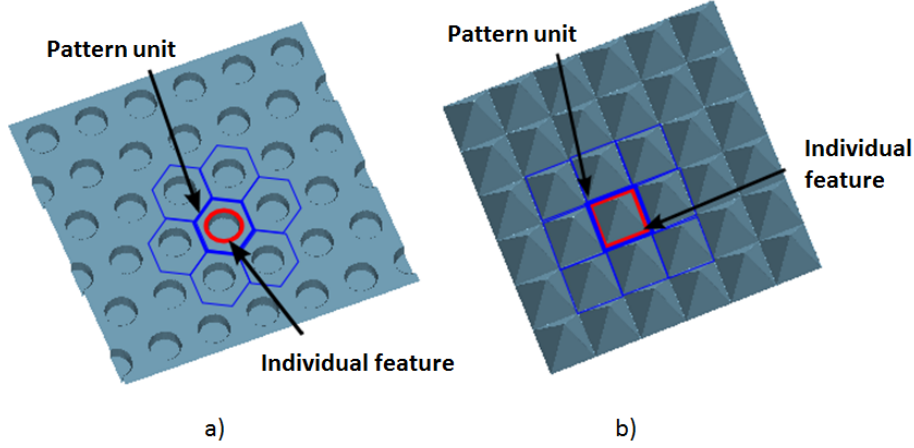 Pattern unit
Individual feature
a)
Pattern unit
Individual
feature
b)